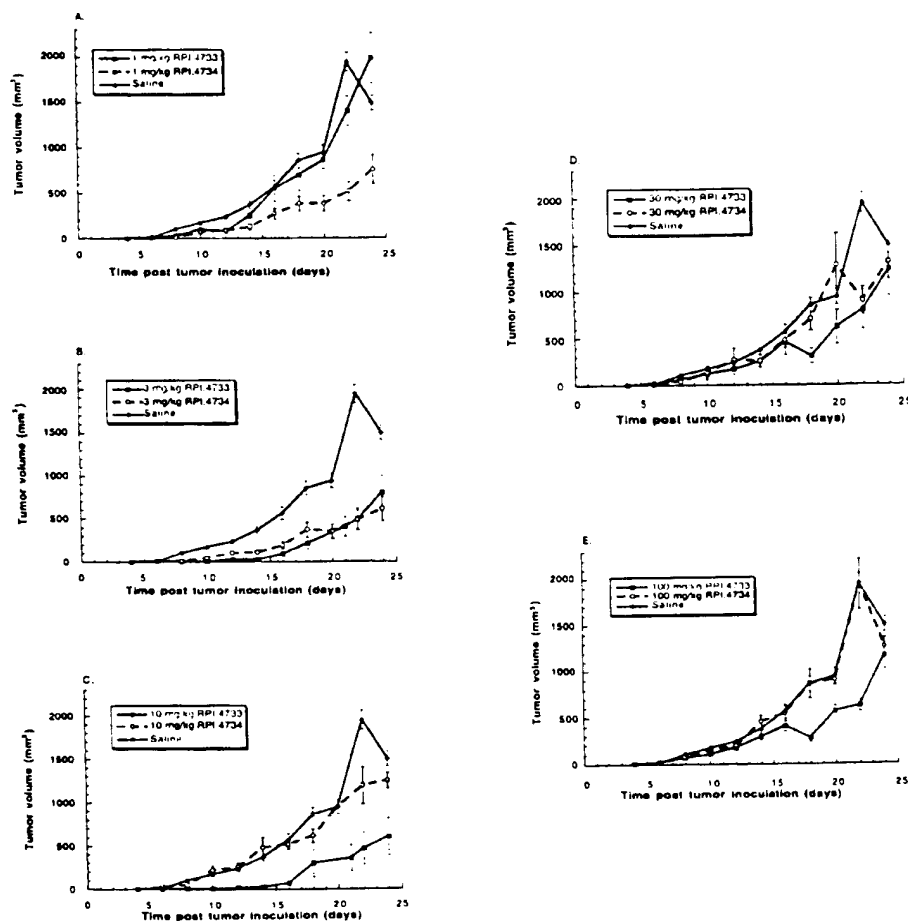 A.
Tumor volume (mm³)
2000
1500
1000
500
0
1 mg/kg RPI.4733
1 mg/kg RPI.4734
Saline
0 5 10 15 20 25
Time post tumor inoculation (days)
B.
Tumor volume (mm³)
2000
1500
1000
500
0
3 mg/kg RPI.4733
3 mg/kg RPI.4734
Saline
0 5 10 15 20 25
Time post tumor inoculation (days)
C.
Tumor volume (mm³)
2000
1500
1000
500
0
10 mg/kg RPI.4733
10 mg/kg RPI.4734
Saline
0 5 10 15 20 25
Time post tumor inoculation (days)
D.
Tumor volume (mm³)
2000
1500
1000
500
0
30 mg/kg RPI.4733
30 mg/kg RPI.4734
Saline
0 5 10 15 20 25
Time post tumor inoculation (days)
E.
Tumor volume (mm³)
2000
1500
1000
500
0
100 mg/kg RPI.4733
100 mg/kg RPI.4734
Saline
0 5 10 15 20 25
Time post tumor inoculation (days)